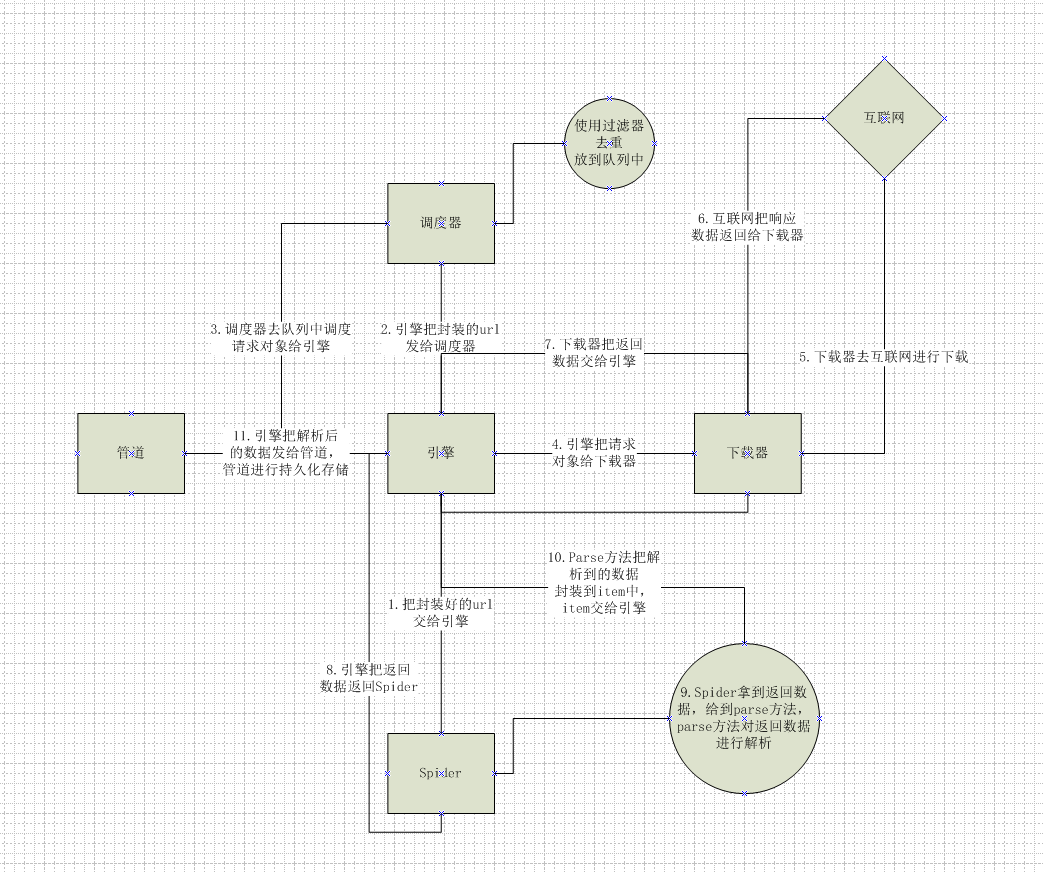 互联网
使用过滤器
去重
放到队列中
调度器
6.互联网把响应
数据返回给下载器
3.调度器去队列中调度
请求对象给引擎
2.引擎把封装的url
发给调度器
7.下载器把返回
数据交给引擎
5.下载器去互联网进行下载
管道
11.引擎把解析后
的数据发给管道,
管道进行持久化存储
引擎
4.引擎把请求
对象给下载器
下载器
10.Parse方法把解
析到的数据
封装到item中,
item交给引擎
1.把封装好的url
交给引擎
8.引擎把返回
数据返回Spider
9.Spider拿到返回数
据, 给到parse方法,
parse方法对返回数据
进行解析
Spider